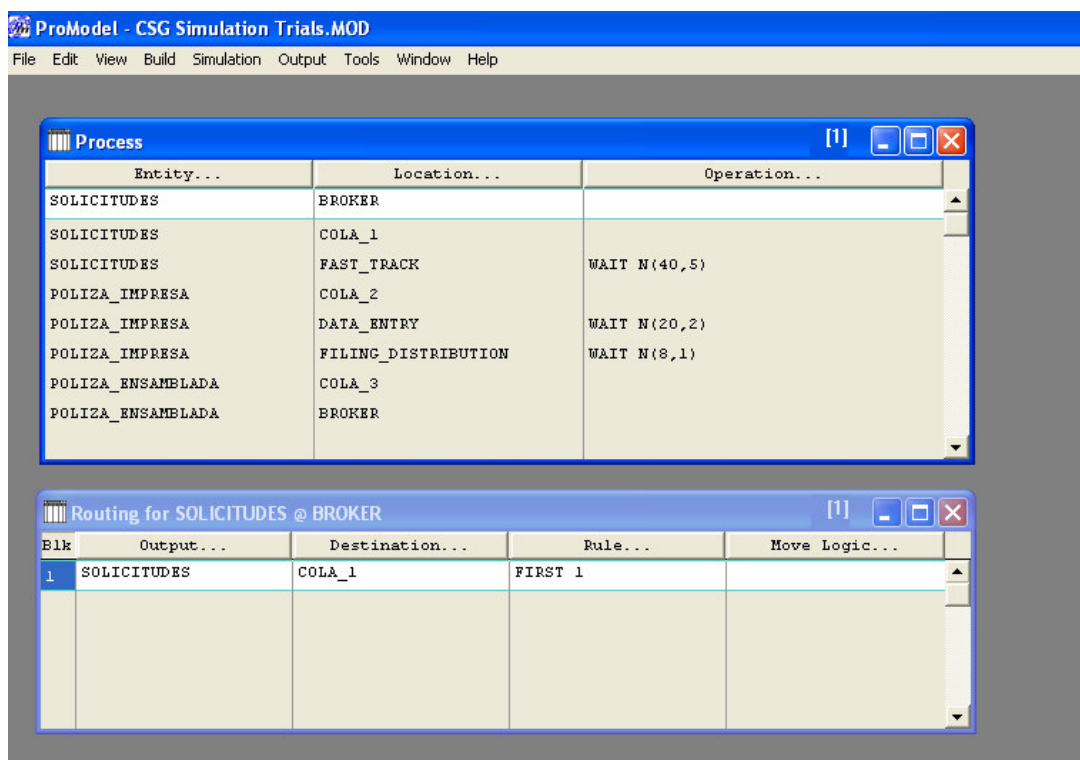 ProModel - CSG Simulation Trials.MOD
File Edit View Build Simulation Output Tools Window Help
Process [1]
Entity... Location... Operation...
SOLICITUDES BROKER
SOLICITUDES COLA_1
SOLICITUDES FAST_TRACK WAIT N(40,5)
POLIZA_IMPRESA COLA_2
POLIZA_IMPRESA DATA_ENTRY WAIT N(20,2)
POLIZA_IMPRESA FILING_DISTRIBUTION WAIT N(8,1)
POLIZA_ENSAMBLADA COLA_3
POLIZA_ENSAMBLADA BROKER
Routing for SOLICITUDES @ BROKER [1]
Blk Output... Destination... Rule... Move Logic...
1 SOLICITUDES COLA_1 FIRST 1